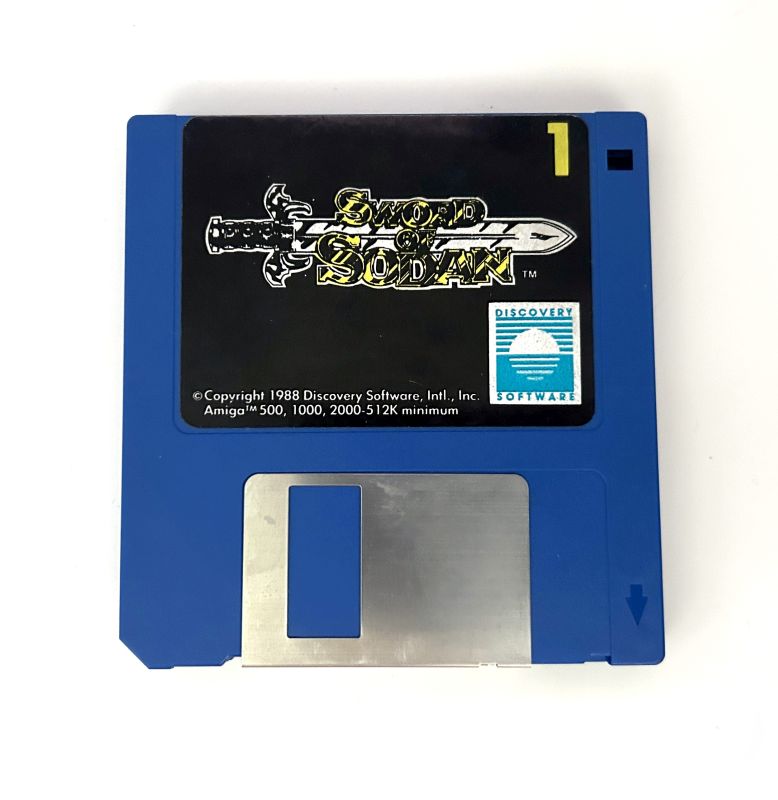 1
SWORD
OF
SODAN
TM
DISCOVERY
SOFTWARE
©Copyright 1988 Discovery Software, Intl., Inc.
Amiga™ 500, 1000, 2000-512K minimum